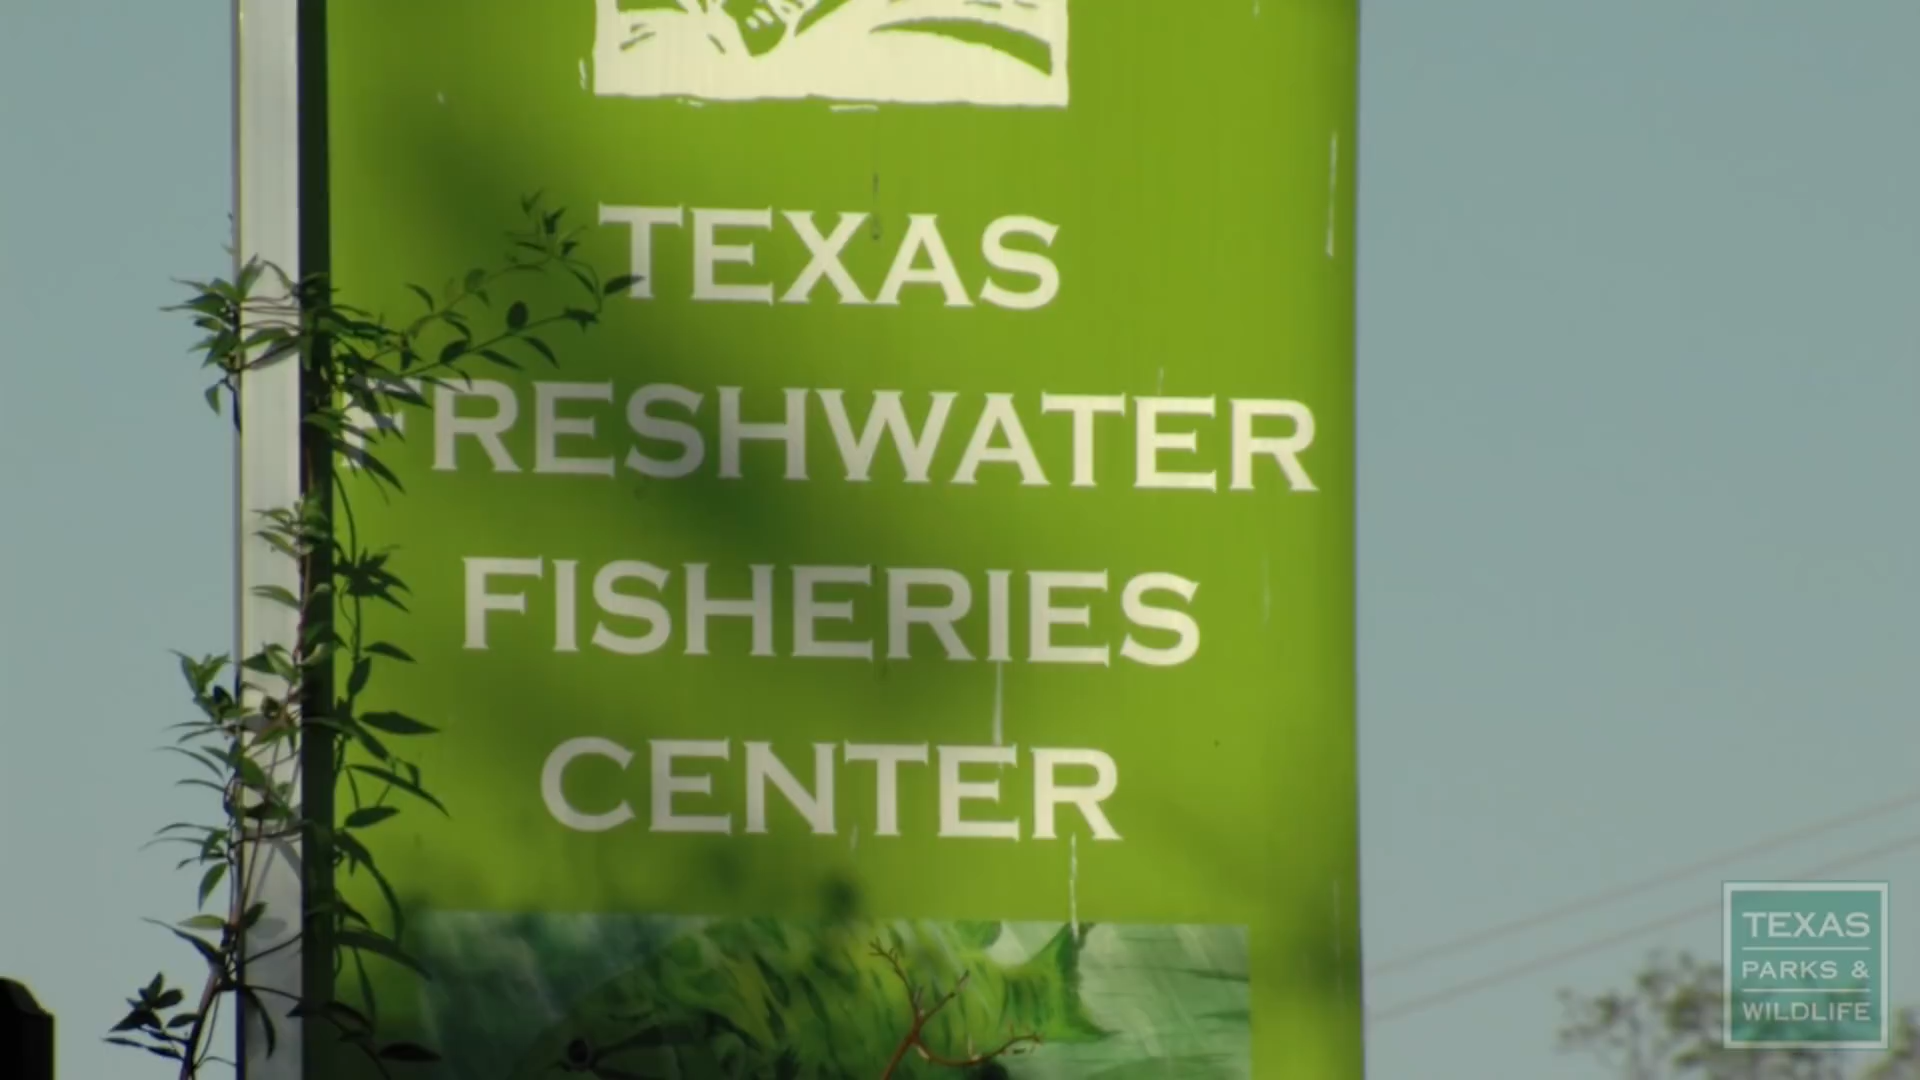 TEXAS
FRESHWATER
FISHERIES
CENTER
TEXAS
PARKS &
WILDLIFE